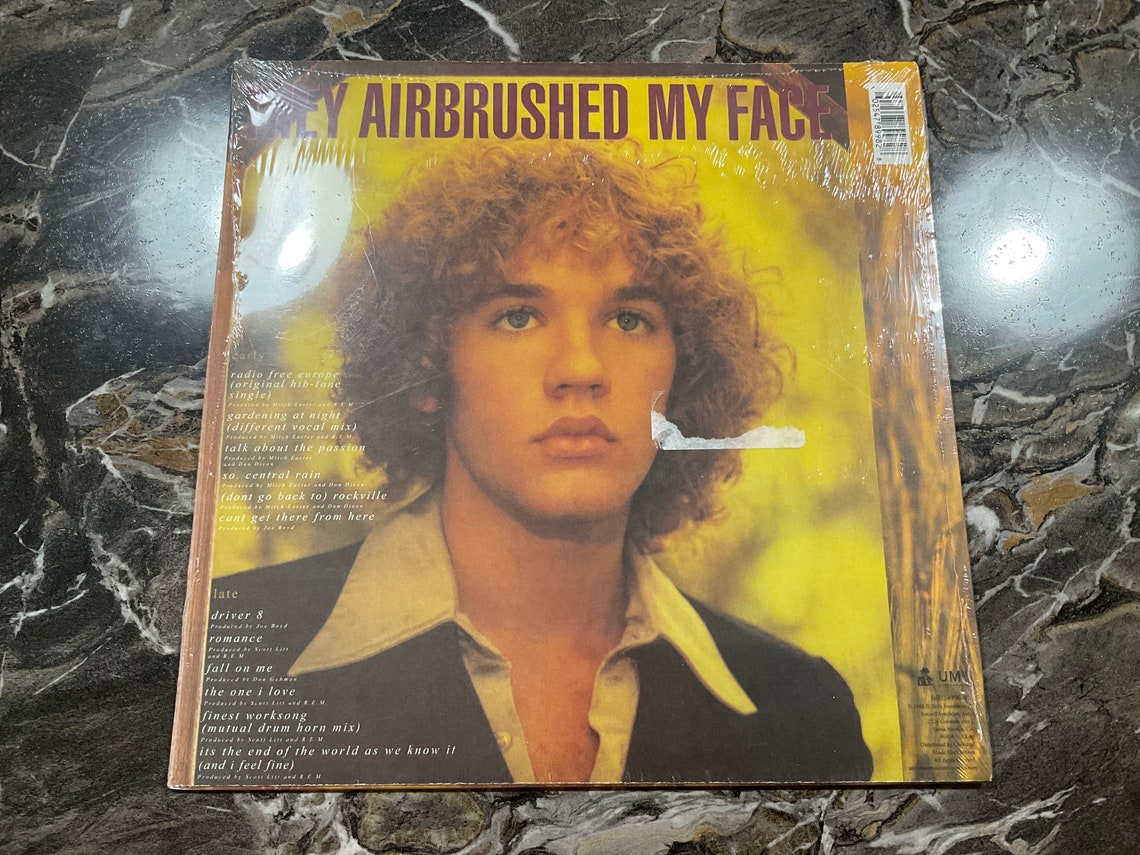 HEY AIRBRUSHED MY FACE
early
radio free europe
(original hib-tone
single)
Produced by Mitch Easter and R.E.M.
gardening at night
(different vocal mix)
Produced by Mitch Easter and R.E.M.
talk about the passion
Produced by Mitch Easter
and Don Dixon
so. central rain
Produced by Mitch Easter and Don Dixon
(dont go back to) rockville
Produced by Mitch Easter and Don Dixon
cant get there from here
Produced by Joe Boyd
late
driver 8
Produced by Joe Boyd
romance
Produced by Scott Litt
and R.E.M.
fall on me
Produced by Don Gehman
the one i love
Produced by Scott Litt and R.E.M.
finest worksong
(mutual drum horn mix)
Produced by Scott Litt and R.E.M.
its the end of the world as we know it
(and i feel fine)
Produced by Scott Litt and R.E.M.
UM
Distributed by
All rights